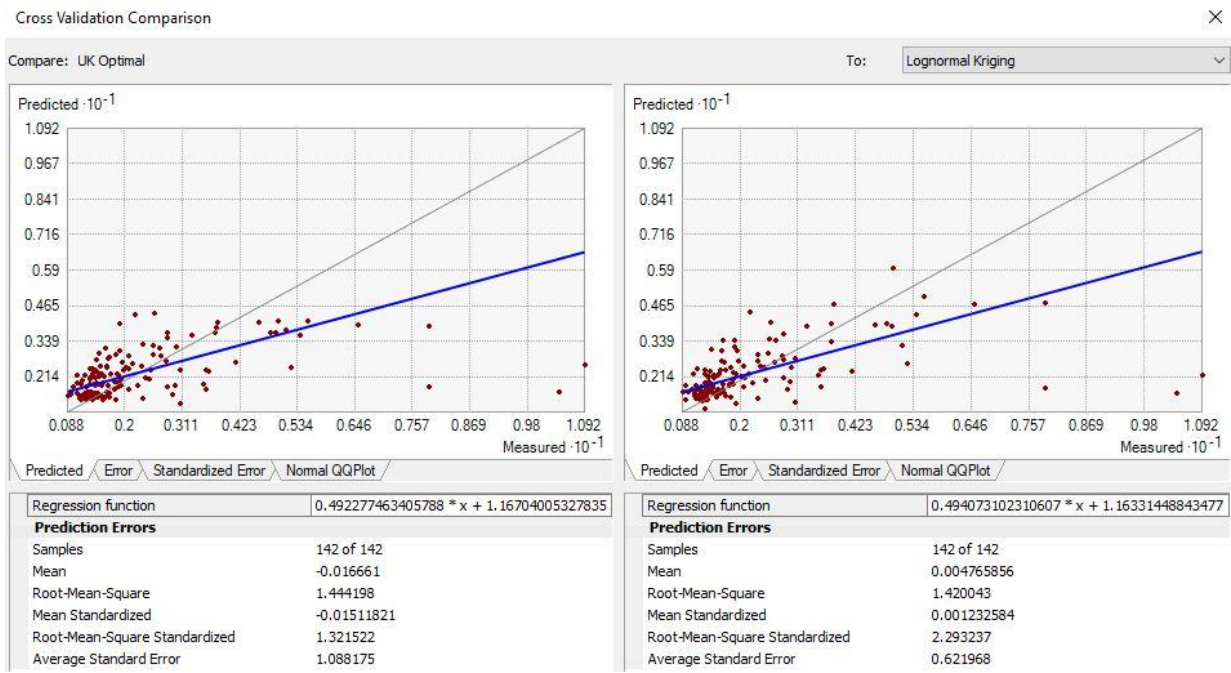 Cross Validation Comparison
Compare: UK Optimal To: Lognormal Kriging
Predicted ·10-1
1.092
0.967
0.841
0.716
0.59
0.465
0.339
0.214
0.088 0.2 0.311 0.423 0.534 0.646 0.757 0.869 0.98 1.092
Measured ·10-1
Predicted Error Standardized Error Normal QQPlot
Regression function 0.492277463405788 * x + 1.16704005327835
Prediction Errors
Samples 142 of 142
Mean -0.016661
Root-Mean-Square 1.444198
Mean Standardized -0.01511821
Root-Mean-Square Standardized 1.321522
Average Standard Error 1.088175
Predicted ·10-1
1.092
0.967
0.841
0.716
0.59
0.465
0.339
0.214
0.088 0.2 0.311 0.423 0.534 0.646 0.757 0.869 0.98 1.092
Measured ·10-1
Predicted Error Standardized Error Normal QQPlot
Regression function 0.494073102310607 * x + 1.16331448843477
Prediction Errors
Samples 142 of 142
Mean 0.004765856
Root-Mean-Square 1.420043
Mean Standardized 0.001232584
Root-Mean-Square Standardized 2.293237
Average Standard Error 0.621968